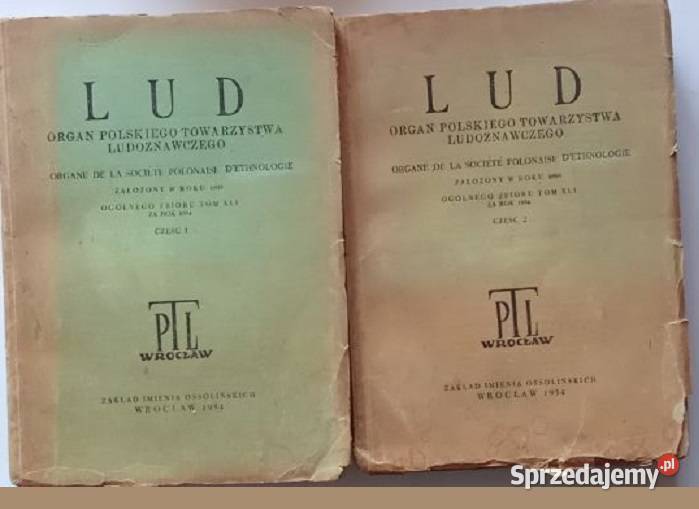 LUD
ORGAN POLSKIEGO TOWARZYSTWA
LUDOZNAWCZEGO
ORGANE DE LA SOCIÉTÉ POLONAISE D'ETHNOLOGIE
ZAŁOŻONY W ROKU 1895
OGÓLNEGO ZBIORU TOM XLI
ZA ROK 1954
CZĘŚĆ 1
PTL
WROCŁAW
ZAKŁAD IMIENIA OSSOLIŃSKICH
WROCŁAW 1954
LUD
ORGAN POLSKIEGO TOWARZYSTWA
LUDOZNAWCZEGO
ORGANE DE LA SOCIÉTÉ POLONAISE D'ETHNOLOGIE
ZAŁOŻONY W ROKU 1895
OGÓLNEGO ZBIORU TOM XLI
ZA ROK 1954
CZĘŚĆ 2
PTL
WROCŁAW
ZAKŁAD IMIENIA OSSOLIŃSKICH
WROCŁAW 1954
Sprzedajemy.pl